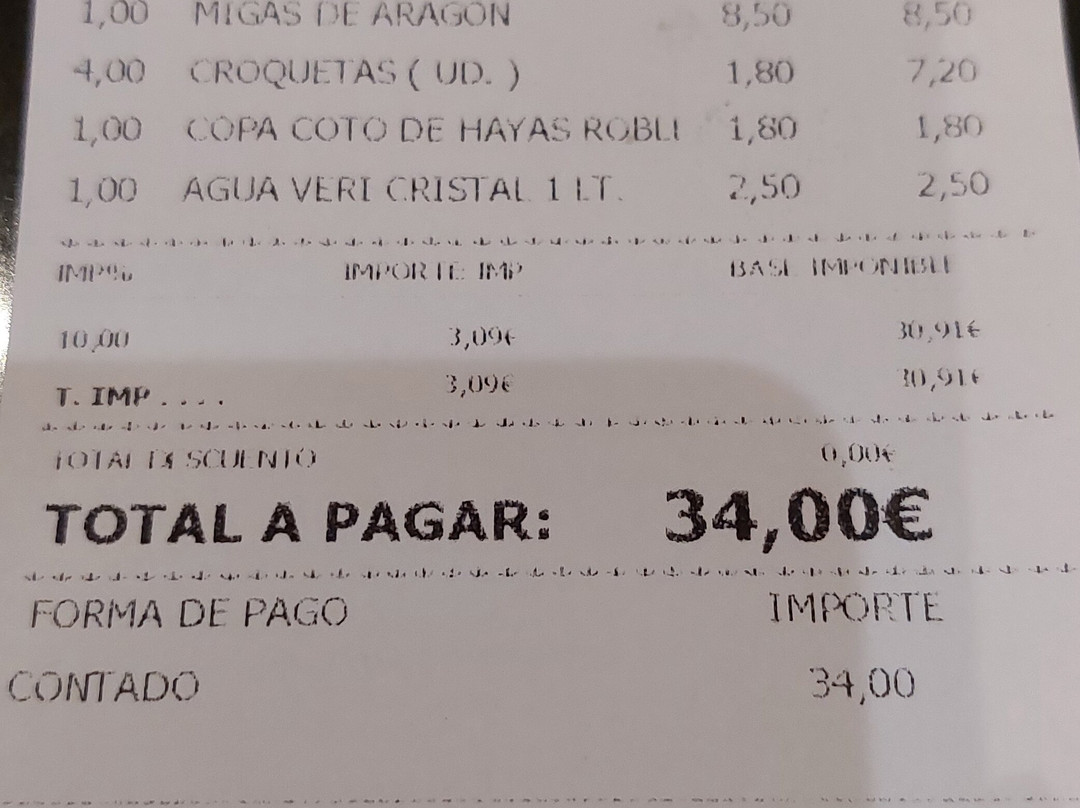 1,00 MIGAS DE ARAGON 8,50 8,50
4,00 CROQUETAS ( UD. ) 1,80 7,20
1,00 COPA COTO DE HAYAS ROBLI 1,80 1,80
1,00 AGUA VERI CRISTAL 1 LT. 2,50 2,50
IMP% IMPORTE IMP BASE IMPONIBLE
10,00 3,09€ 30,91€
T. IMP . . . . 3,09€ 30,91€
TOTAL DESCUENTO 0,00€
TOTAL A PAGAR: 34,00€
FORMA DE PAGO IMPORTE
CONTADO 34,00